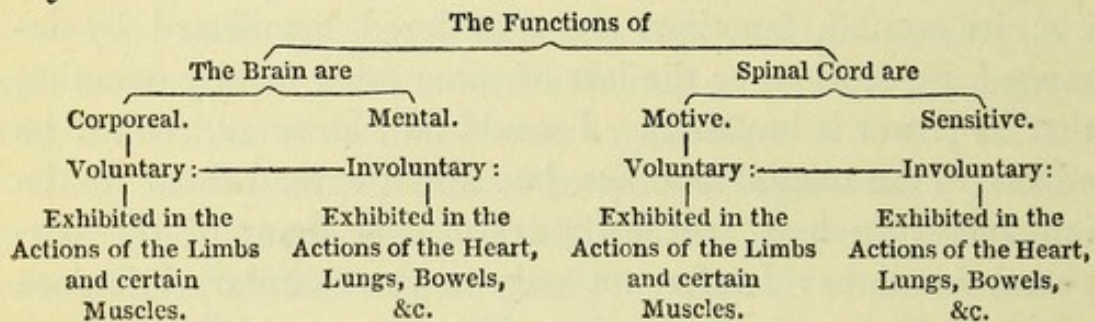 The Functions of
The Brain are Spinal Cord are
Corporeal. Mental. Motive. Sensitive.
Voluntary: Involuntary: Voluntary: Involuntary:
Exhibited in the Exhibited in the Exhibited in the Exhibited in the
Actions of the Limbs Actions of the Heart, Actions of the Limbs Actions of the Heart,
and certain Lungs, Bowels, and certain Lungs, Bowels,
Muscles. &c. Muscles. &c.